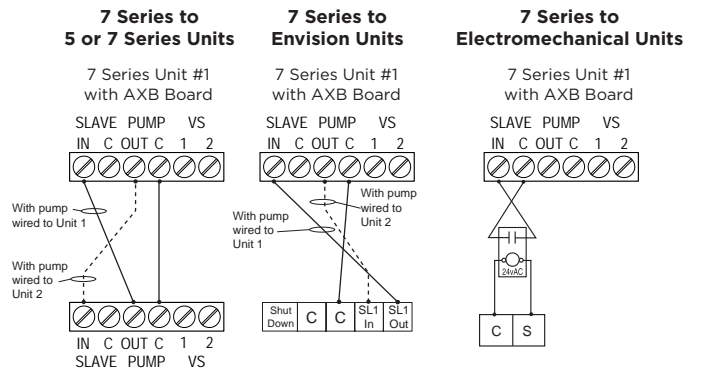 7 Series to
5 or 7 Series Units
7 Series Unit #1
with AXB Board
SLAVE PUMP VS
IN C OUT C 1 2
With pump
wired to Unit 1
With pump
wired to
Unit 2
IN C OUT C 1 2
SLAVE PUMP VS
7 Series to
Envision Units
7 Series Unit #1
with AXB Board
SLAVE PUMP VS
IN C OUT C 1 2
With pump
wired to
Unit 2
With pump
wired to
Unit 1
Shut
Down
C
C
SL1
In
SL1
Out
7 Series to
Electromechanical Units
7 Series Unit #1
with AXB Board
SLAVE PUMP VS
IN C OUT C 1 2
24vAC
C S